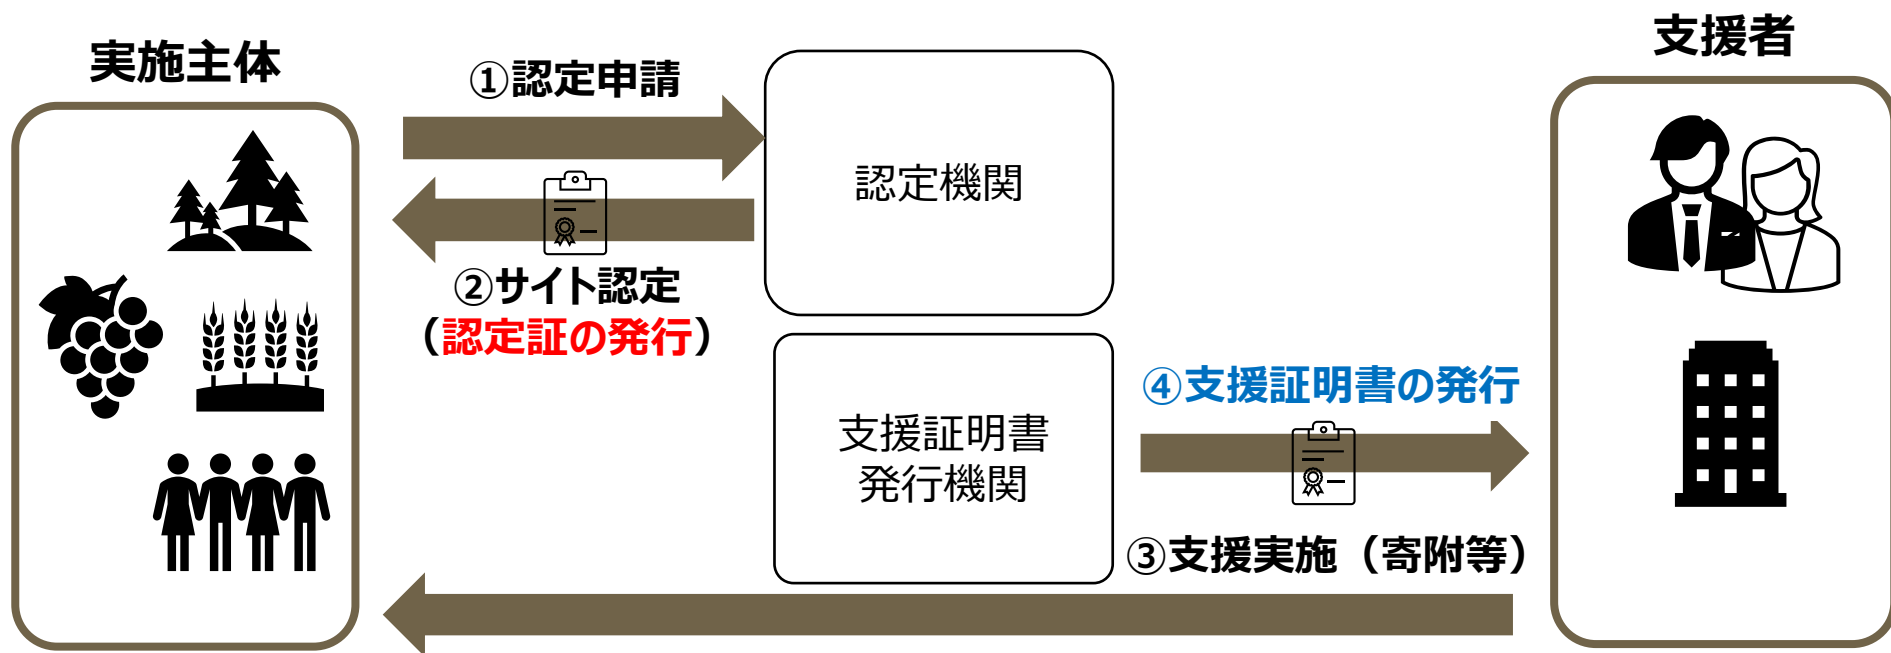 実施主体
支援者
①認定申請
認定機関
②サイト認定
（認定証の発行）
支援証明書
発行機関
④支援証明書の発行
③支援実施（寄附等）